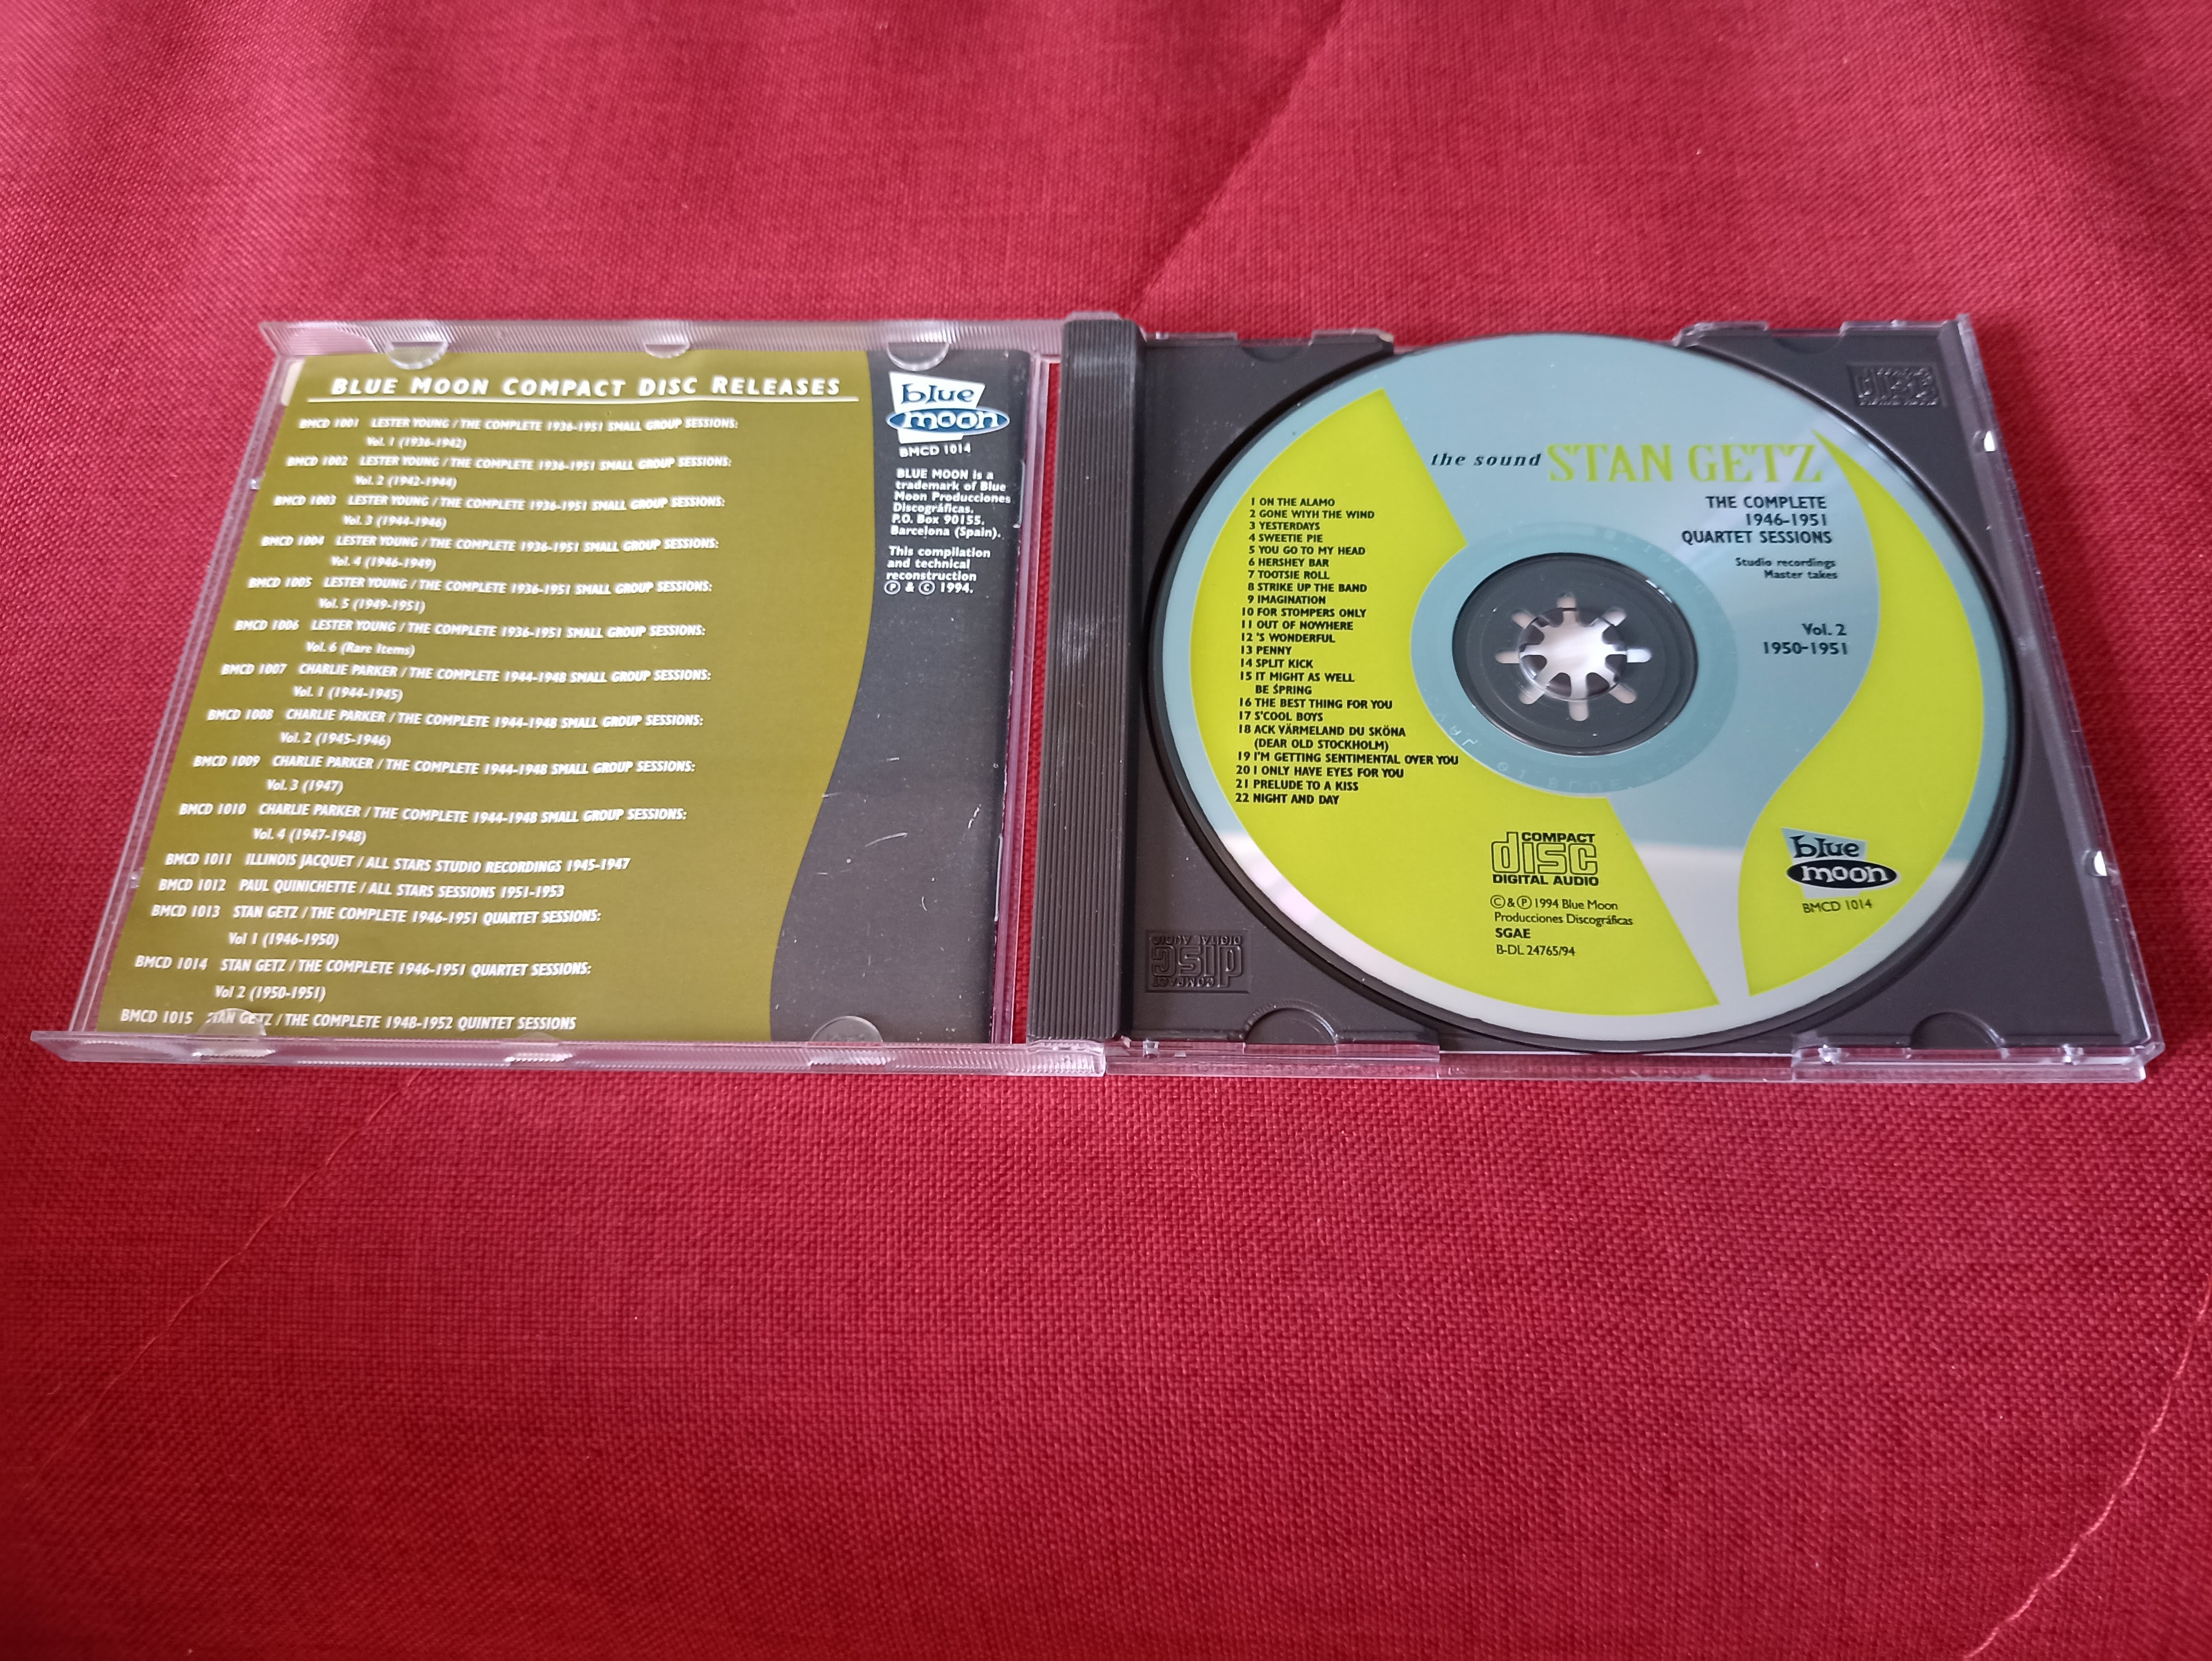 BLUE MOON COMPACT DISC RELEASES
BMCD 1001 LESTER YOUNG / THE COMPLETE 1936-1951 SMALL GROUP SESSIONS:
Vol. 1 (1936-1942)
BMCD 1002 LESTER YOUNG / THE COMPLETE 1936-1951 SMALL GROUP SESSIONS:
Vol. 2 (1942-1944)
BMCD 1003 LESTER YOUNG / THE COMPLETE 1936-1951 SMALL GROUP SESSIONS:
Vol. 3 (1944-1946)
BMCD 1004 LESTER YOUNG / THE COMPLETE 1936-1951 SMALL GROUP SESSIONS:
Vol. 4 (1946-1949)
BMCD 1005 LESTER YOUNG / THE COMPLETE 1936-1951 SMALL GROUP SESSIONS:
Vol. 5 (1949-1951)
BMCD 1006 LESTER YOUNG / THE COMPLETE 1936-1951 SMALL GROUP SESSIONS:
Vol. 6 (Rare Items)
BMCD 1007 CHARLIE PARKER / THE COMPLETE 1944-1948 SMALL GROUP SESSIONS:
Vol. 1 (1944-1945)
BMCD 1008 CHARLIE PARKER / THE COMPLETE 1944-1948 SMALL GROUP SESSIONS:
Vol. 2 (1945-1946)
BMCD 1009 CHARLIE PARKER / THE COMPLETE 1944-1948 SMALL GROUP SESSIONS:
Vol. 3 (1947)
BMCD 1010 CHARLIE PARKER / THE COMPLETE 1944-1948 SMALL GROUP SESSIONS:
Vol. 4 (1947-1948)
BMCD 1011 ILLINOIS JACQUET / ALL STARS STUDIO RECORDINGS 1945-1947
BMCD 1012 PAUL QUINICHETTE / ALL STARS SESSIONS 1951-1953
BMCD 1013 STAN GETZ / THE COMPLETE 1946-1951 QUARTET SESSIONS:
Vol 1 (1946-1950)
BMCD 1014 STAN GETZ / THE COMPLETE 1946-1951 QUARTET SESSIONS:
Vol 2 (1950-1951)
BMCD 1015 STAN GETZ / THE COMPLETE 1948-1952 QUINTET SESSIONS
blue
moon
BMCD 1014
BLUE MOON is a
trademark of Blue
Moon Producciones
Discográficas.
P.O. Box 90155.
Barcelona (Spain).
This compilation
and technical
reconstruction
℗ & © 1994.
the sound STAN GETZ
THE COMPLETE
1946-1951
QUARTET SESSIONS
Studio recordings
Master takes
Vol. 2
1950-1951
1 ON THE ALAMO
2 GONE WIYH THE WIND
3 YESTERDAYS
4 SWEETIE PIE
5 YOU GO TO MY HEAD
6 HERSHEY BAR
7 TOOTSIE ROLL
8 STRIKE UP THE BAND
9 IMAGINATION
10 FOR STOMPERS ONLY
11 OUT OF NOWHERE
12 'S WONDERFUL
13 PENNY
14 SPLIT KICK
15 IT MIGHT AS WELL
BE SPRING
16 THE BEST THING FOR YOU
17 S'COOL BOYS
18 ACK VÄRMELAND DU SKÖNA
(DEAR OLD STOCKHOLM)
19 I'M GETTING SENTIMENTAL OVER YOU
20 I ONLY HAVE EYES FOR YOU
21 PRELUDE TO A KISS
22 NIGHT AND DAY
COMPACT
disc
DIGITAL AUDIO
© & ℗ 1994 Blue Moon
Producciones Discográficas
SGAE
B-DL 24765/94
blue
moon
BMCD 1014
COMPACT
disc
DIGITAL AUDIO